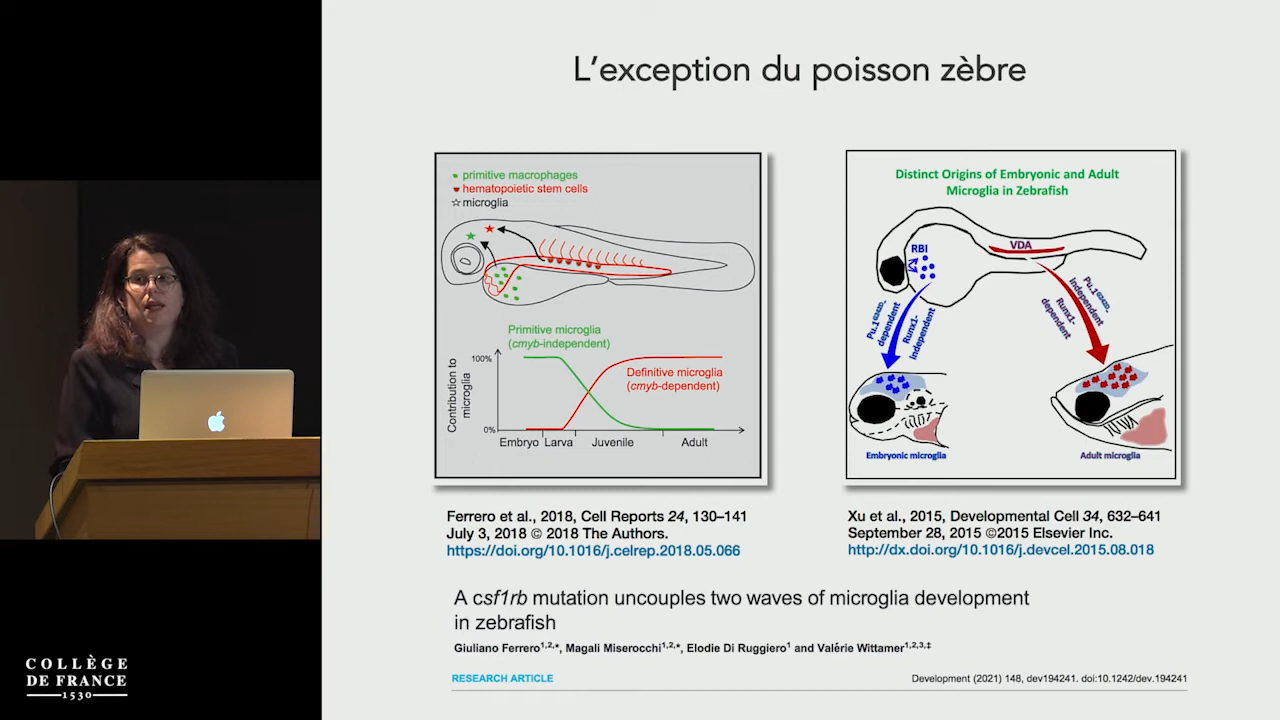 L'exception du poisson zèbre
primitive macrophages
hematopoietic stem cells
microglia
Primitive microglia
(cmyb-independent)
Contribution to
microglia
100%
0%
Definitive microglia
(cmyb-dependent)
Embryo Larva Juvenile Adult
Distinct Origins of Embryonic and Adult
Microglia in Zebrafish
RBI
VDA
Pu.1ᴳ²⁴²ᴰ-
dependent
Runx1-
independent
Pu.1ᴳ²⁴²ᴰ-
independent
Runx1-
dependent
Embryonic microglia
Adult microglia
Ferrero et al., 2018, Cell Reports 24, 130–141
July 3, 2018 © 2018 The Authors.
https://doi.org/10.1016/j.celrep.2018.05.066
Xu et al., 2015, Developmental Cell 34, 632–641
September 28, 2015 ©2015 Elsevier Inc.
http://dx.doi.org/10.1016/j.devcel.2015.08.018
A csf1rb mutation uncouples two waves of microglia development
in zebrafish
Giuliano Ferrero1,2,*, Magali Miserocchi1,2,*, Elodie Di Ruggiero1 and Valérie Wittamer1,2,3,‡
RESEARCH ARTICLE
Development (2021) 148, dev194241. doi:10.1242/dev.194241
COLLÈGE
DE FRANCE
1530